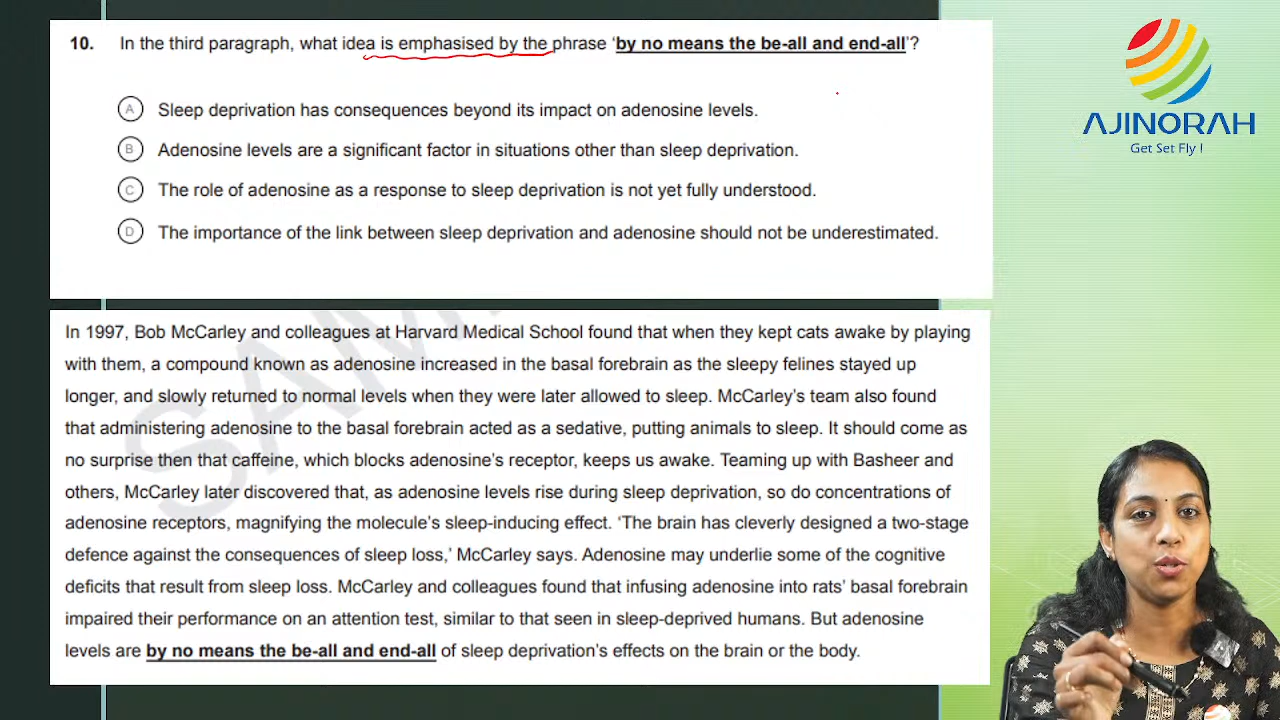 10. In the third paragraph, what idea is emphasised by the phrase 'by no means the be-all and end-all'?
A Sleep deprivation has consequences beyond its impact on adenosine levels.
B Adenosine levels are a significant factor in situations other than sleep deprivation.
C The role of adenosine as a response to sleep deprivation is not yet fully understood.
D The importance of the link between sleep deprivation and adenosine should not be underestimated.
AJINORAH
Get Set Fly !
In 1997, Bob McCarley and colleagues at Harvard Medical School found that when they kept cats awake by playing
with them, a compound known as adenosine increased in the basal forebrain as the sleepy felines stayed up
longer, and slowly returned to normal levels when they were later allowed to sleep. McCarley's team also found
that administering adenosine to the basal forebrain acted as a sedative, putting animals to sleep. It should come as
no surprise then that caffeine, which blocks adenosine's receptor, keeps us awake. Teaming up with Basheer and
others, McCarley later discovered that, as adenosine levels rise during sleep deprivation, so do concentrations of
adenosine receptors, magnifying the molecule's sleep-inducing effect. 'The brain has cleverly designed a two-stage
defence against the consequences of sleep loss,' McCarley says. Adenosine may underlie some of the cognitive
deficits that result from sleep loss. McCarley and colleagues found that infusing adenosine into rats' basal forebrain
impaired their performance on an attention test, similar to that seen in sleep-deprived humans. But adenosine
levels are by no means the be-all and end-all of sleep deprivation's effects on the brain or the body.